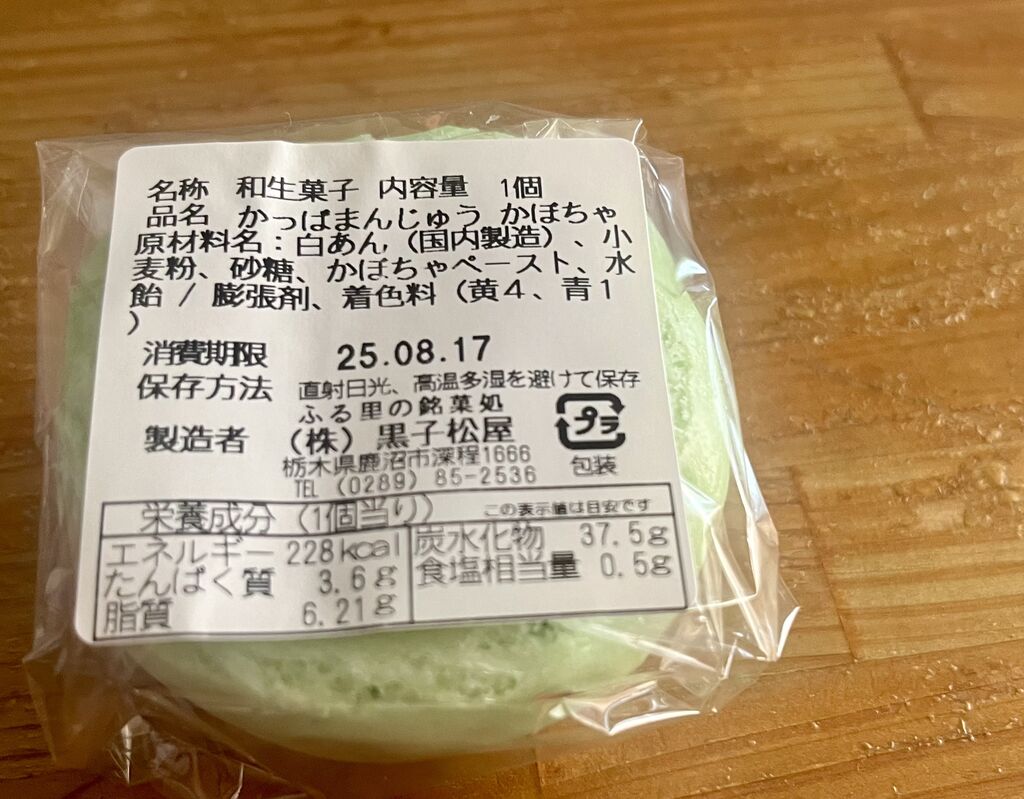 名称 和生菓子 内容量 1個
品名 かっぱまんじゅう かぼちゃ
原材料名：白あん（国内製造）、小
麦粉、砂糖、かぼちゃペースト、水
飴 / 膨張剤、着色料（黄４、青１
）
消費期限 25.08.17
保存方法 直射日光、高温多湿を避けて保存
ふる里の銘菓処
製造者 （株）黒子松屋
栃木県鹿沼市深程1666
TEL (0289) 85-2536
プラ
包装
栄養成分（1個当り） この表示値は目安です
エネルギー 228kcal
たんぱく質 3.6g
脂質 6.21g
炭水化物 37.5g
食塩相当量 0.5g